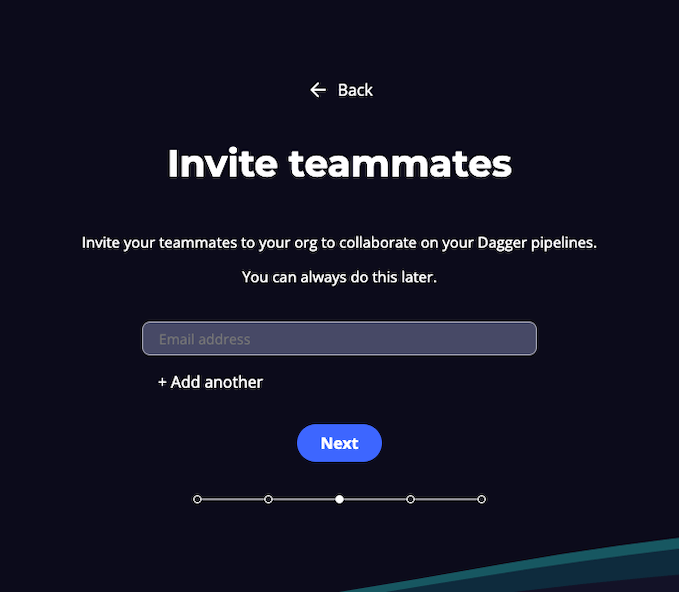 ← Back
Invite teammates
Invite your teammates to your org to collaborate on your Dagger pipelines.
You can always do this later.
Email address
+ Add another
Next